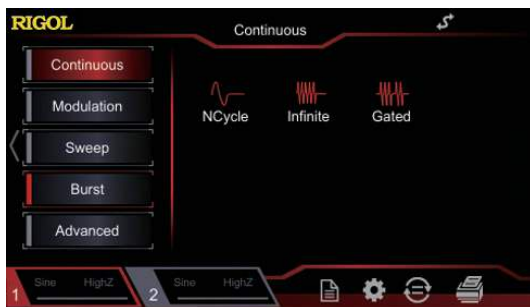 RIGOL
Continuous
Continuous
Modulation
Sweep
Burst
Advanced
NCycle Infinite Gated
1 Sine HighZ 2 Sine HighZ